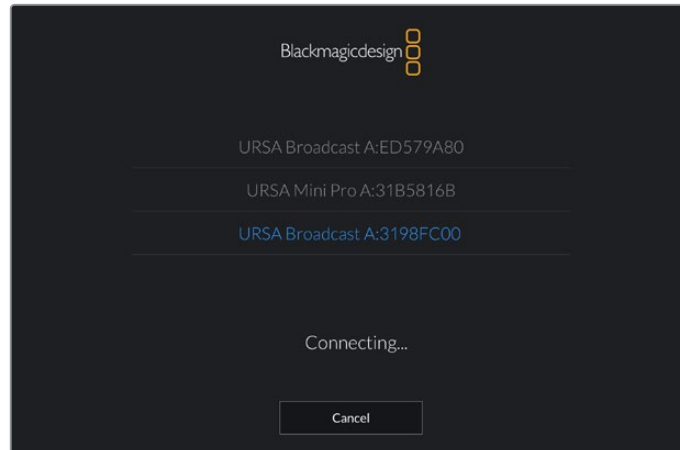 Blackmagicdesign
URSA Broadcast A:ED579A80
URSA Mini Pro A:31B5816B
URSA Broadcast A:3198FC00
Connecting...
Cancel